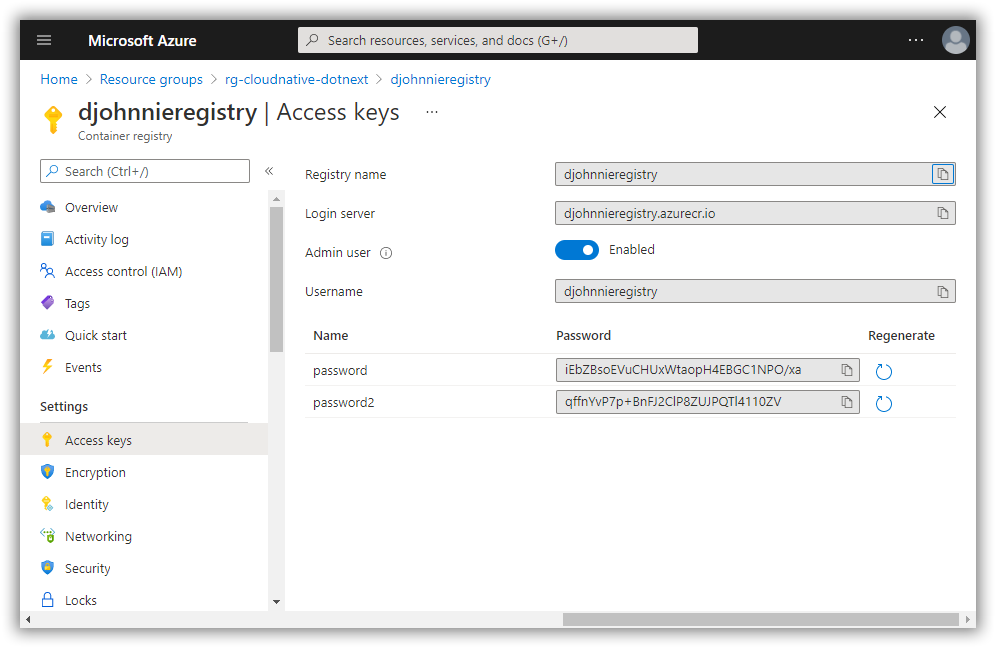 Microsoft Azure
Search resources, services, and docs (G+/)
Home > Resource groups > rg-cloudnative-dotnext > djohnnieregistry
djohnnieregistry | Access keys ...
Container registry
Search (Ctrl+/)
«
Overview
Activity log
Access control (IAM)
Tags
Quick start
Events
Settings
Access keys
Encryption
Identity
Networking
Security
Locks
Registry name
djohnnieregistry
Login server
djohnnieregistry.azurecr.io
Admin user
Enabled
Username
djohnnieregistry
Name Password Regenerate
password iEbZBsoEVuCHUxWtaopH4EBGC1NPO/xa
password2 qffnYvP7p+BnFJ2ClP8ZUJPQTl4110ZV